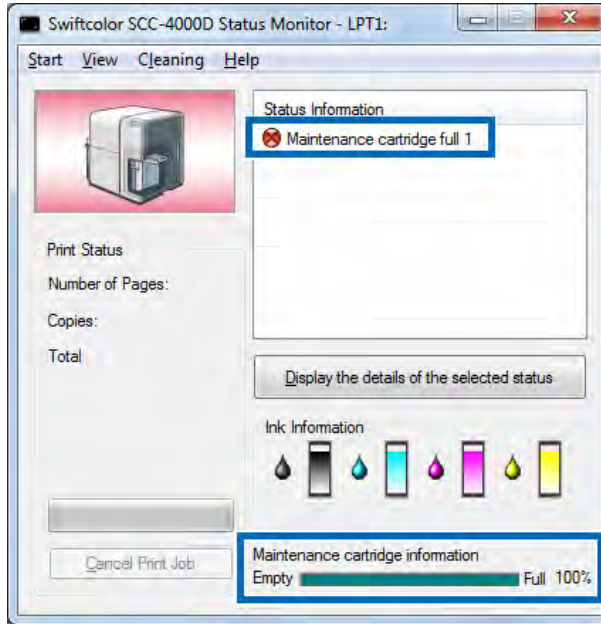 Swiftcolor SCC-4000D Status Monitor - LPT1:
Start View Cleaning Help
Status Information
Maintenance cartridge full 1
Print Status
Number of Pages:
Copies:
Total
Display the details of the selected status
Ink Information
Cancel Print Job
Maintenance cartridge information
Empty Full 100%